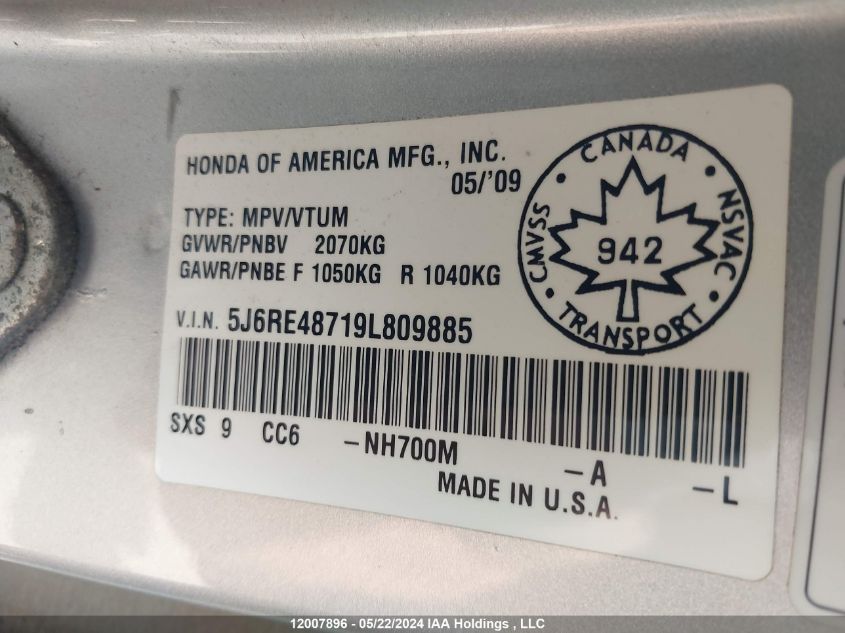 HONDA OF AMERICA MFG., INC.
05/'09
TYPE: MPV/VTUM
GVWR/PNBV 2070KG
GAWR/PNBE F 1050KG R 1040KG
V.I.N. 5J6RE48719L809885
CANADA
CMVSS
942
NSVAC
TRANSPORT
SXS 9 CC6 -NH700M -A -L
MADE IN U.S.A.
12007896 - 05/22/2024 IAA Holdings , LLC